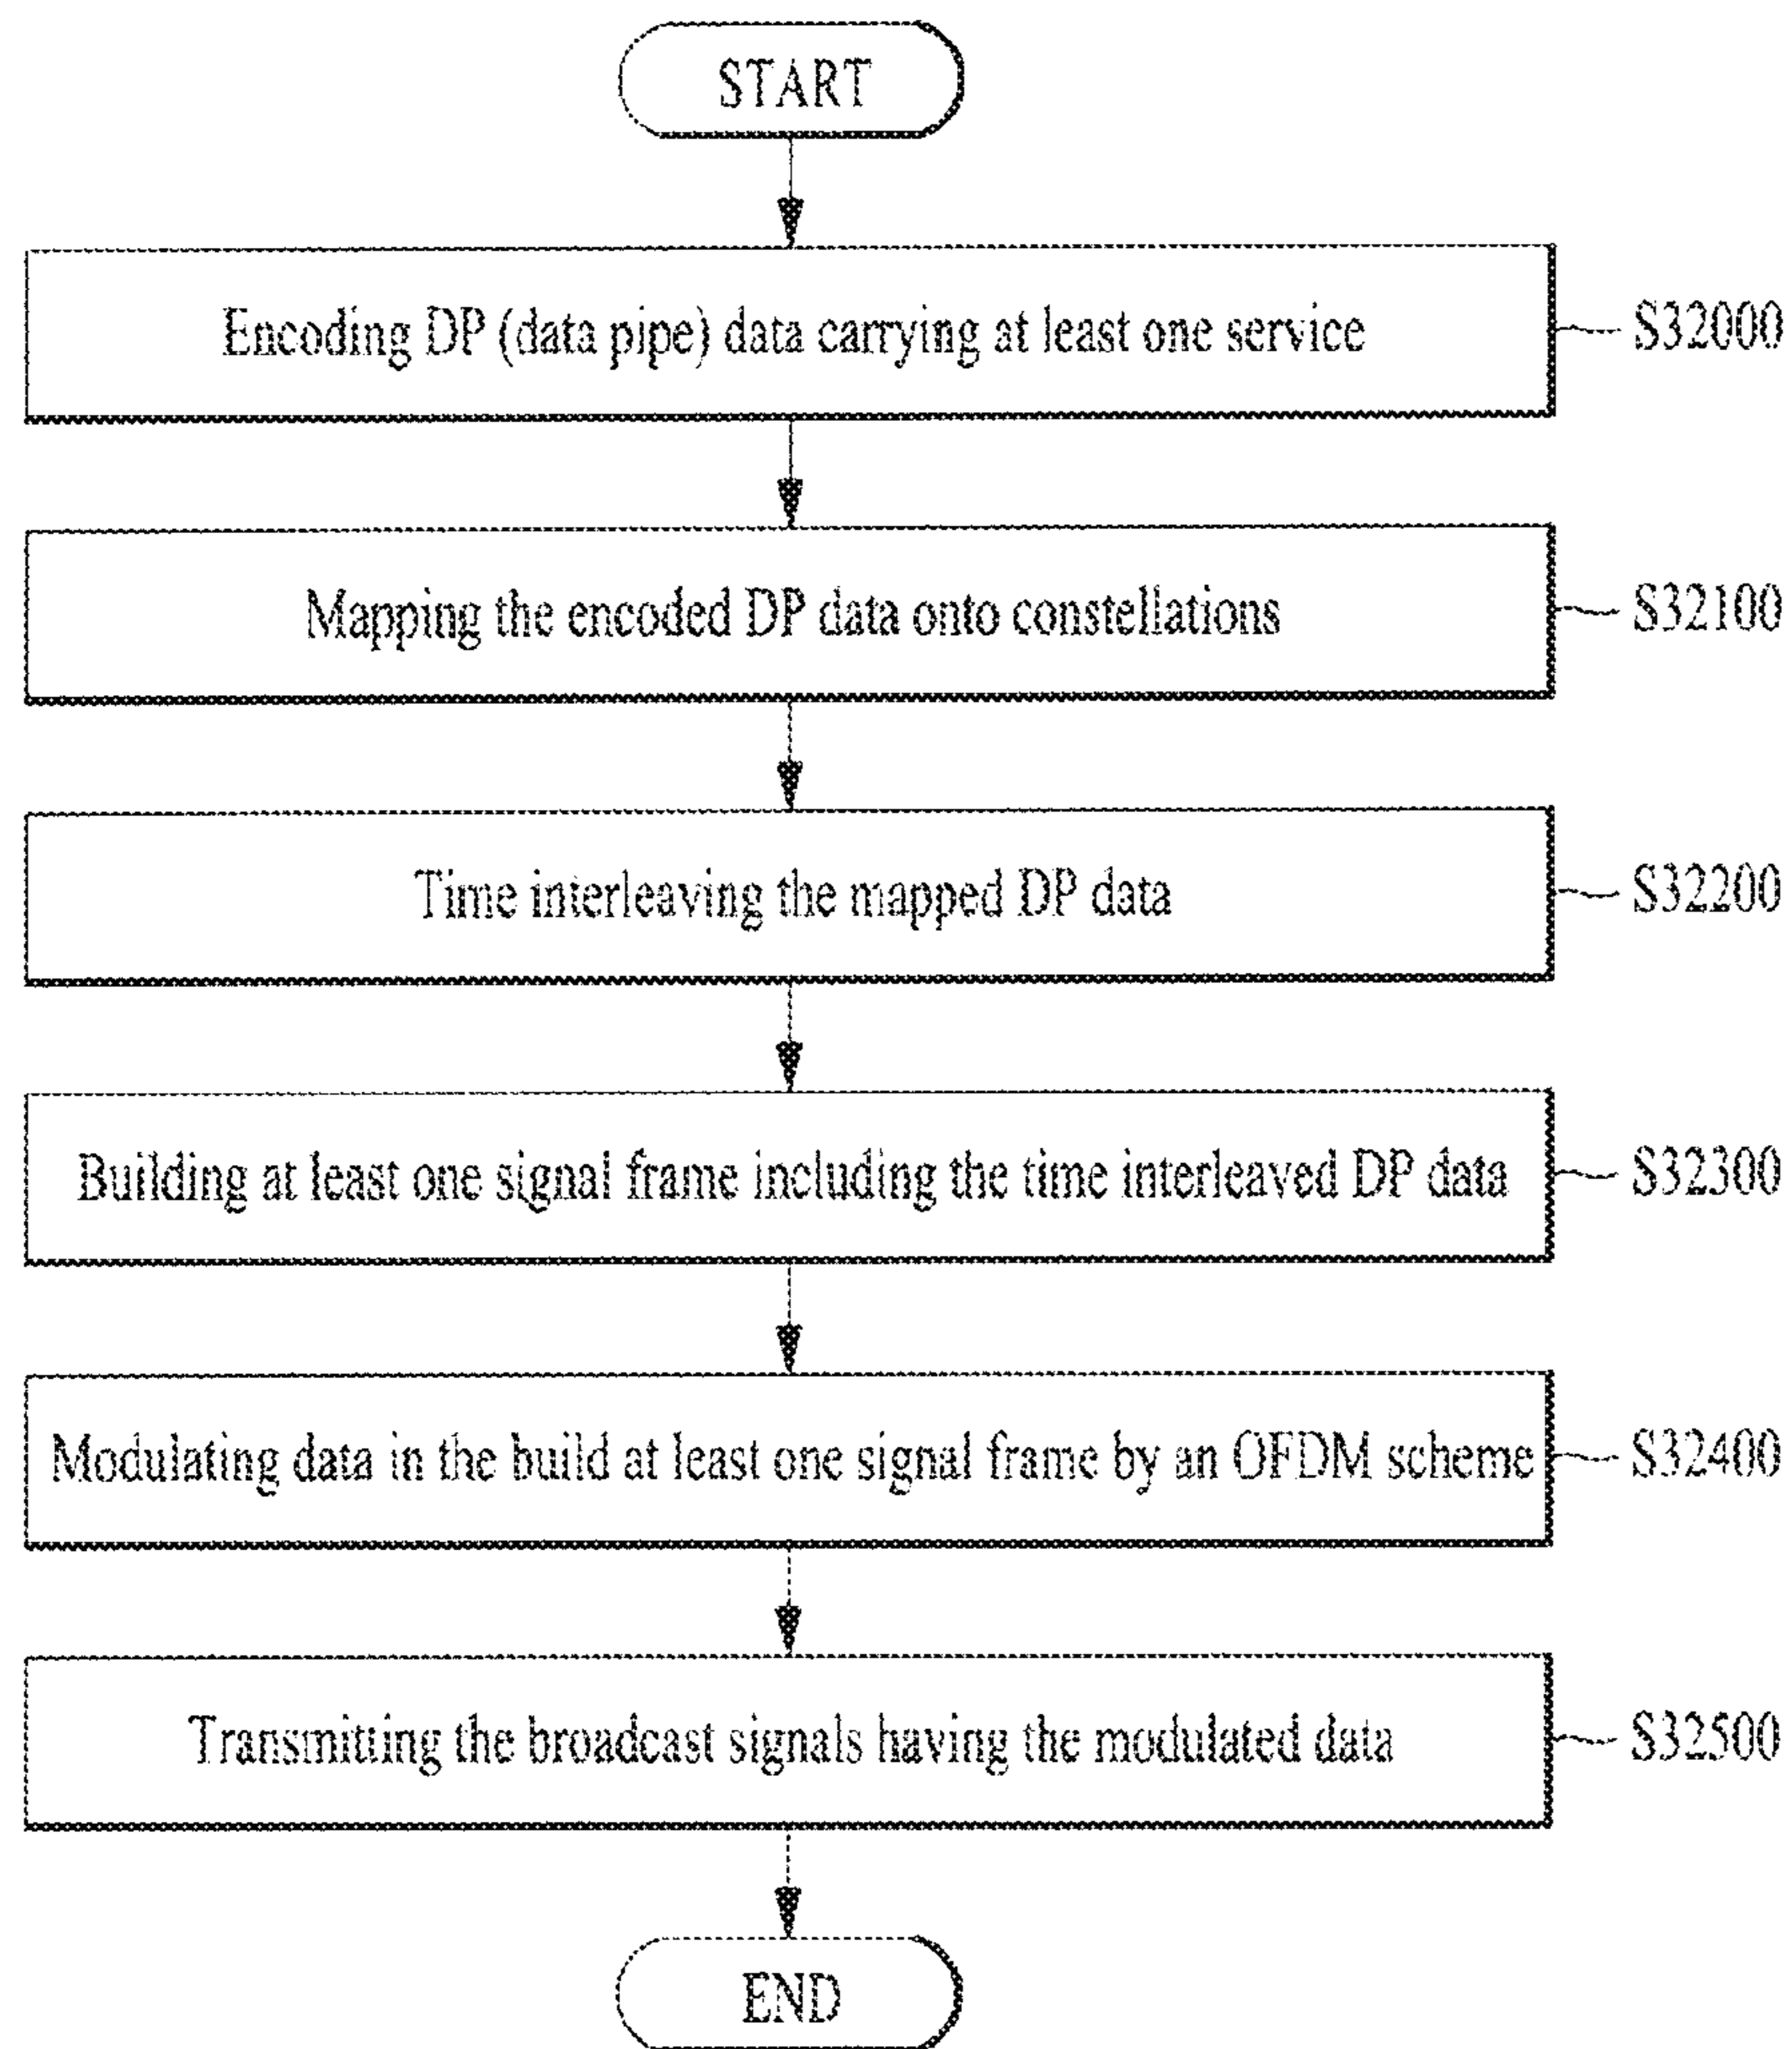 START
Encoding DP (data pipe) data carrying at least one service
S32000
Mapping the encoded DP data onto constellations
S32100
Time interleaving the mapped DP data
S32200
Building at least one signal frame including the time interleaved DP data
S32300
Modulating data in the build at least one signal frame by an OFDM scheme
S32400
Transmitting the broadcast signals having the modulated data
S32500
END